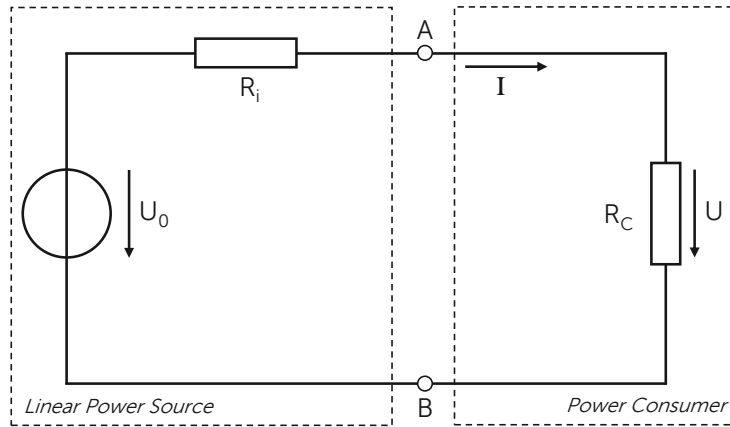 A
R_i
I
U_0
R_C
U
B
Linear Power Source
Power Consumer